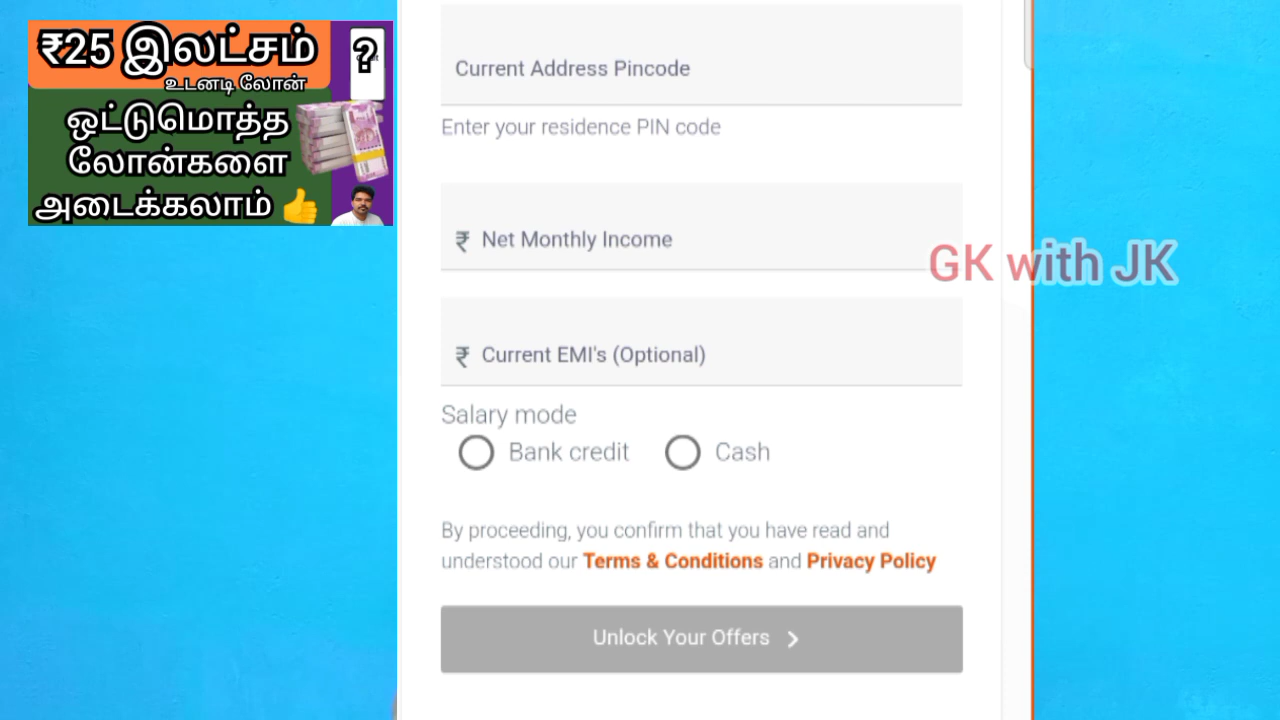 ₹25 இலட்சம்
உடனடி லோன்
?
ஒட்டுமொத்த
லோன்களை
அடைக்கலாம்
Current Address Pincode
Enter your residence PIN code
₹ Net Monthly Income
GK with JK
₹ Current EMI's (Optional)
Salary mode
Bank credit Cash
By proceeding, you confirm that you have read and
understood our Terms & Conditions and Privacy Policy
Unlock Your Offers